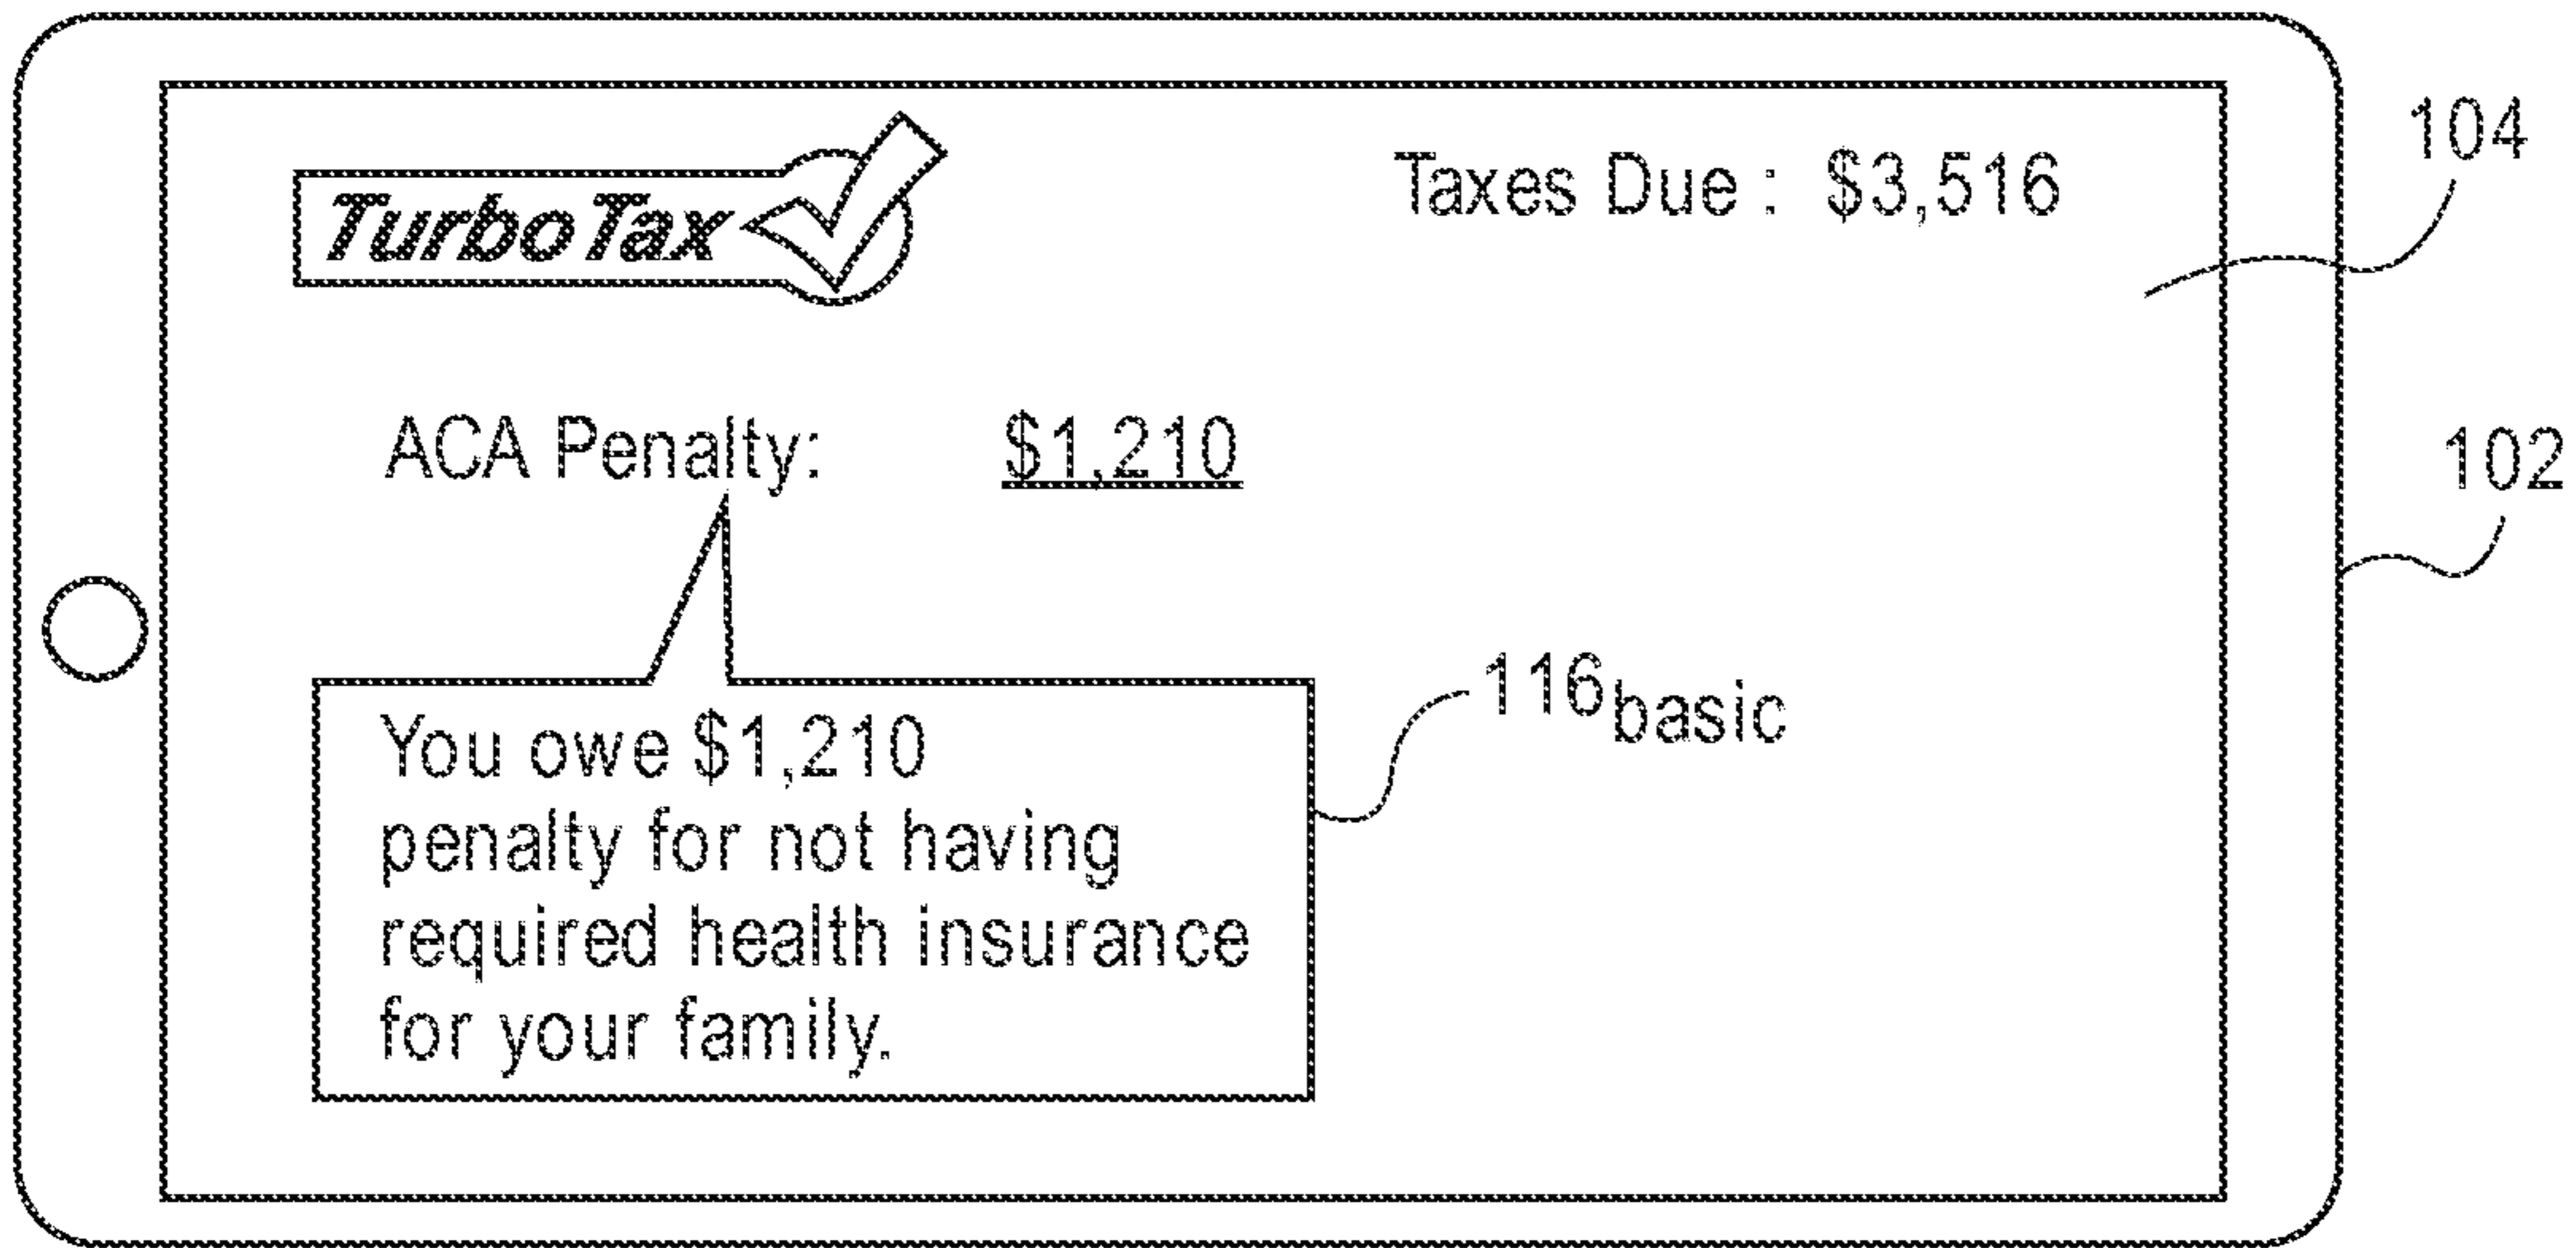 TurboTax
Taxes Due : $3,516
104
ACA Penalty: $1,210
102
116basic
You owe $1,210
penalty for not having
required health insurance
for your family.